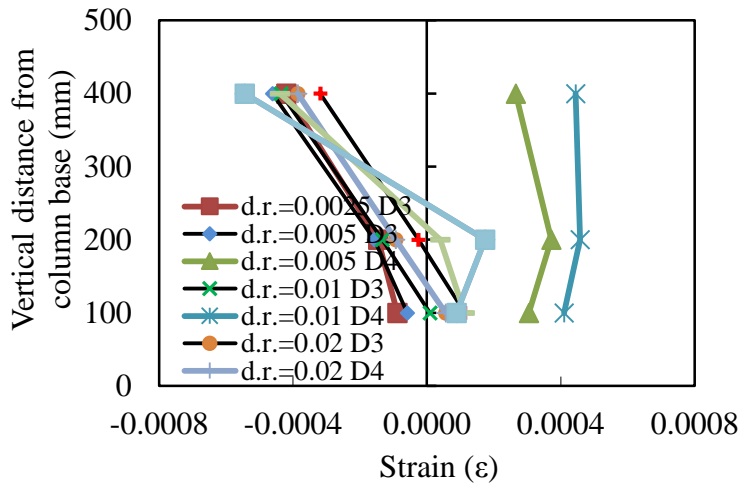 500
400
300
200
100
0
Vertical distance from
column base (mm)
d.r.=0.0025 D3
d.r.=0.005 D3
d.r.=0.005 D4
d.r.=0.01 D3
d.r.=0.01 D4
d.r.=0.02 D3
d.r.=0.02 D4
-0.0008 -0.0004 0.0000 0.0004 0.0008
Strain (ε)